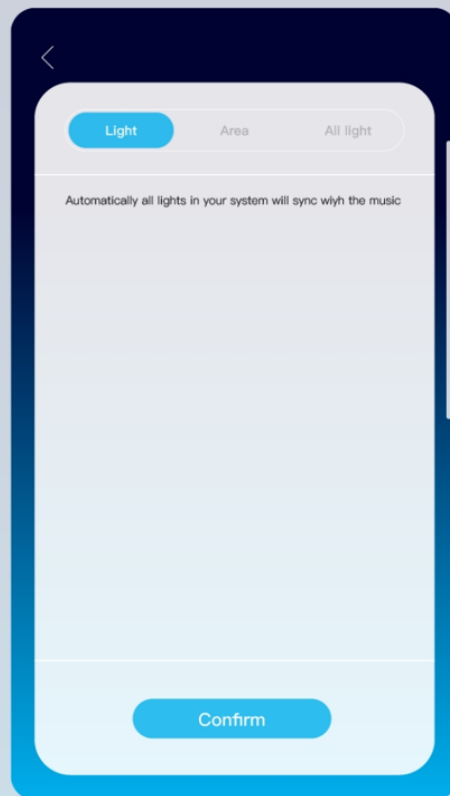 Light Area All light
Automatically all lights in your system will sync wiyh the music
Confirm